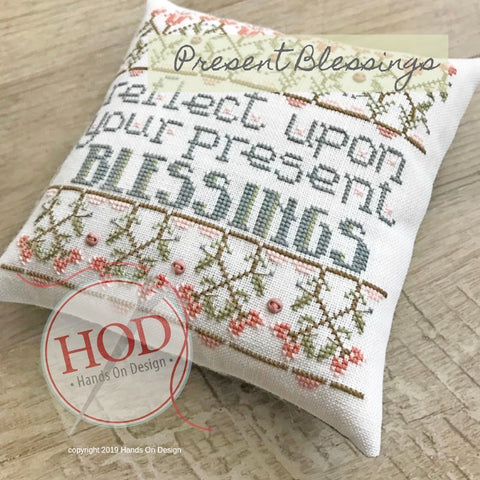 Present Blessings
reflect upon
your present
BLESSINGS
HOD
• Hands On Design •
copyright 2019 Hands On Design